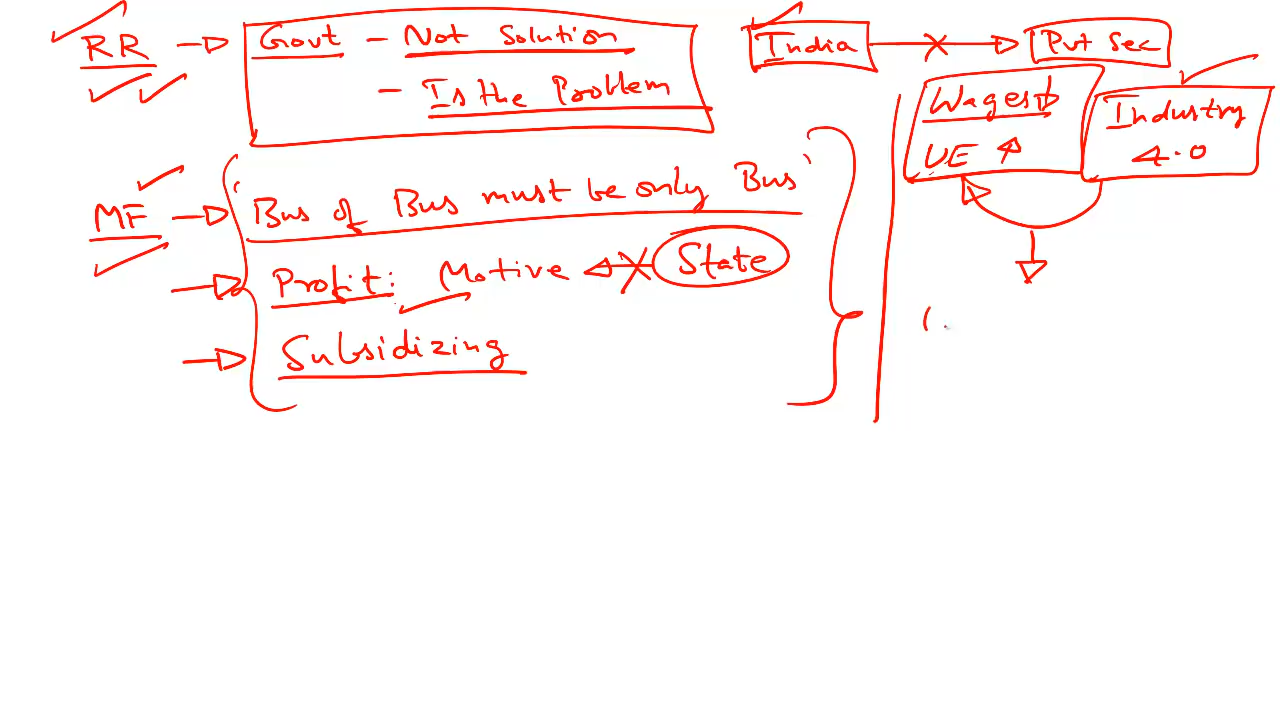 RR → Govt - Not Solution
- Is the Problem
MF → 'Bus of Bus must be only Bus'
→ Profit: Motive State
→ Subsidizing
India → Pvt Sec
Wages ↓
UE ↑
Industry
4.0